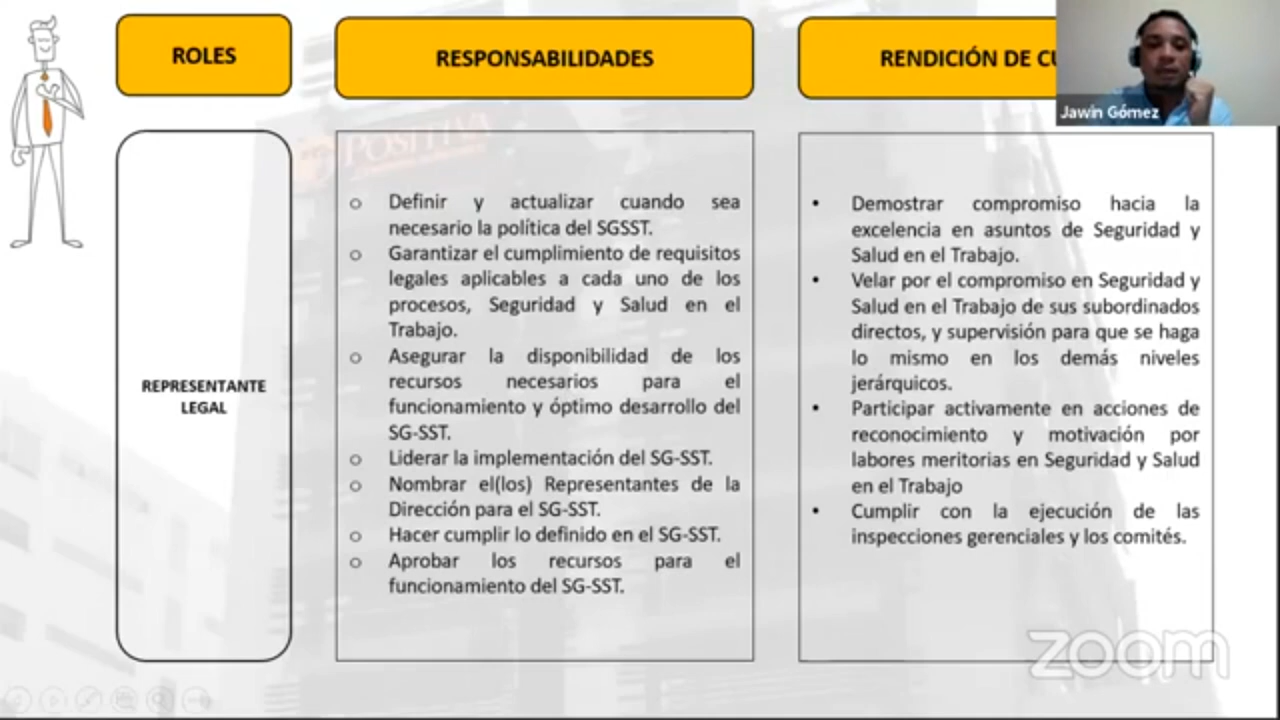 ROLES
RESPONSABILIDADES
RENDICIÓN DE
Jawin Gómez
POSITIVA
REPRESENTANTE
LEGAL
o Definir y actualizar cuando sea
necesario la política del SGSST.
o Garantizar el cumplimiento de requisitos
legales aplicables a cada uno de los
procesos, Seguridad y Salud en el
Trabajo.
o Asegurar la disponibilidad de los
recursos necesarios para el
funcionamiento y óptimo desarrollo del
SG-SST.
o Liderar la implementación del SG-SST.
o Nombrar el(los) Representantes de la
Dirección para el SG-SST.
o Hacer cumplir lo definido en el SG-SST.
o Aprobar los recursos para el
funcionamiento del SG-SST.
• Demostrar compromiso hacia la
excelencia en asuntos de Seguridad y
Salud en el Trabajo.
• Velar por el compromiso en Seguridad y
Salud en el Trabajo de sus subordinados
directos, y supervisión para que se haga
lo mismo en los demás niveles
jerárquicos.
• Participar activamente en acciones de
reconocimiento y motivación por
labores meritorias en Seguridad y Salud
en el Trabajo
• Cumplir con la ejecución de las
inspecciones gerenciales y los comités.
zoom